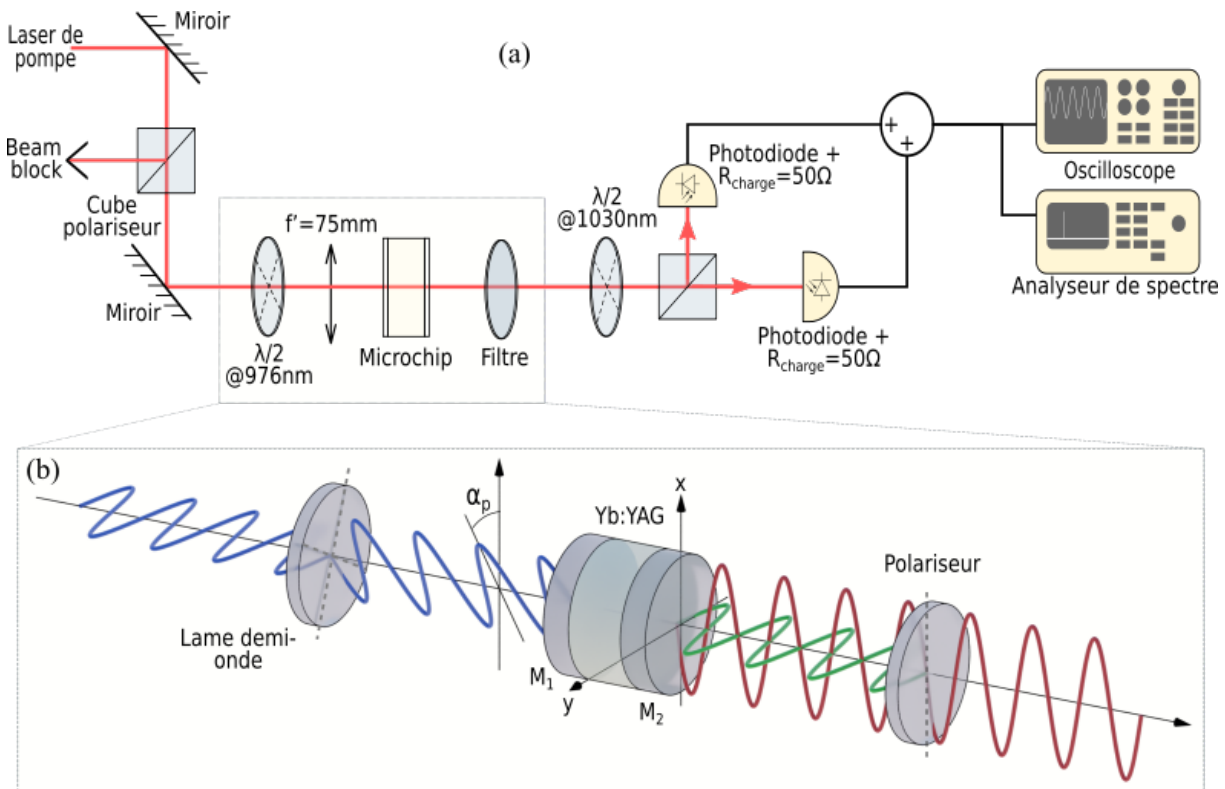 (a)
Miroir
Laser de
pompe
Beam
block
Cube
polariseur
Miroir
λ/2
@976nm
f'=75mm
Microchip
Filtre
λ/2
@1030nm
Photodiode +
Rcharge=50Ω
Photodiode +
Rcharge=50Ω
+
+
Oscilloscope
Analyseur de spectre
(b)
Lame demi-
onde
αp
M1
Yb:YAG
x
y
M2
Polariseur